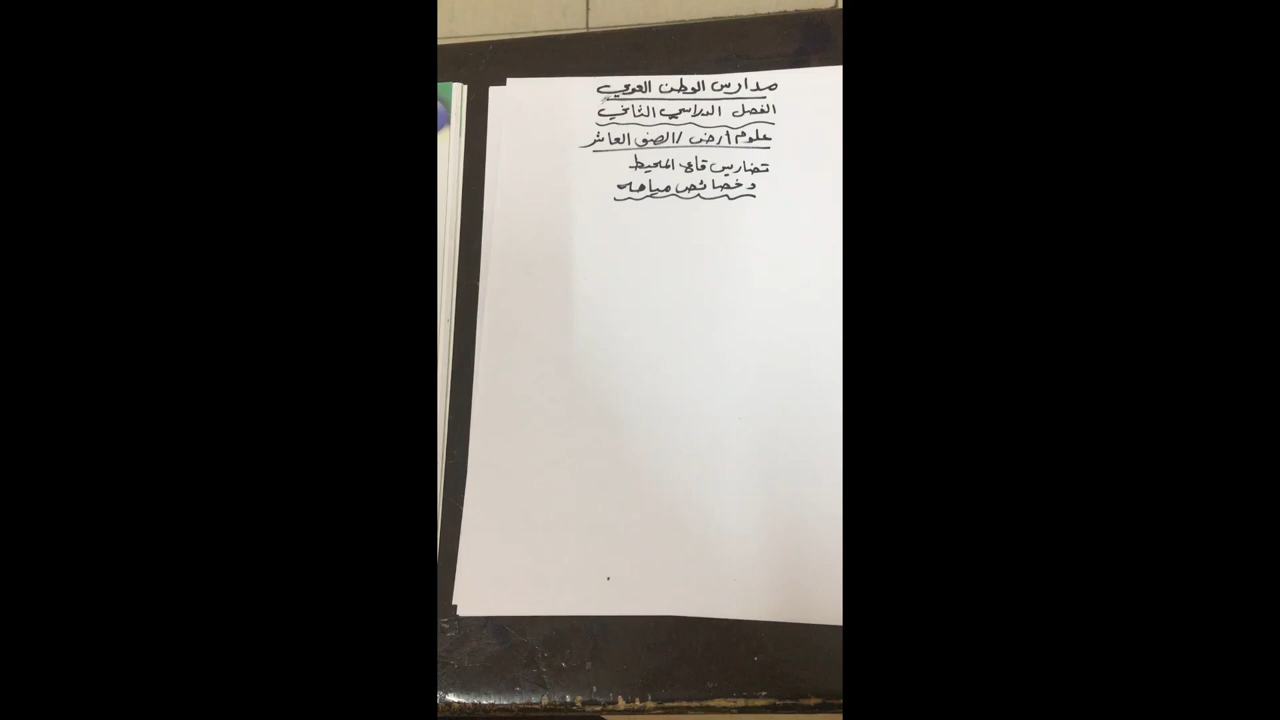 مدارس الوطن العربي
الفصل الدراسي الثاني
علوم أرض / الصف العاشر
تضاريس قاع المحيط
وخصائص مياهه